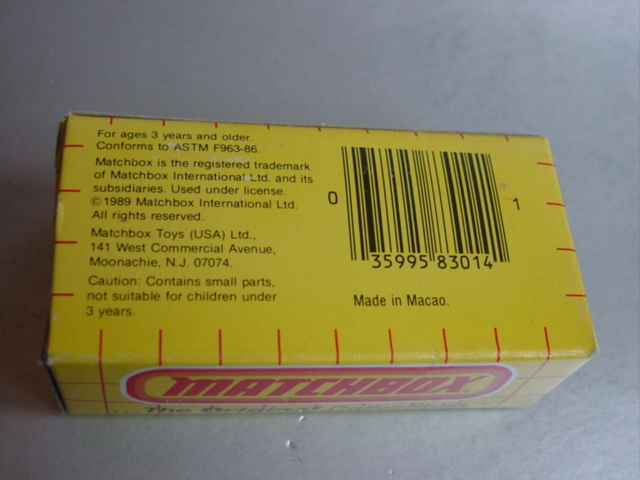 For ages 3 years and older.
Conforms to ASTM F963-86.
Matchbox is the registered trademark
of Matchbox International Ltd. and its
subsidiaries. Used under license.
©1989 Matchbox International Ltd.
All rights reserved.
Matchbox Toys (USA) Ltd.,
141 West Commercial Avenue,
Moonachie, N.J. 07074.
Caution: Contains small parts,
not suitable for children under
3 years.
0 35995 83014 1
Made in Macao.
MATCHBOX
...The Original